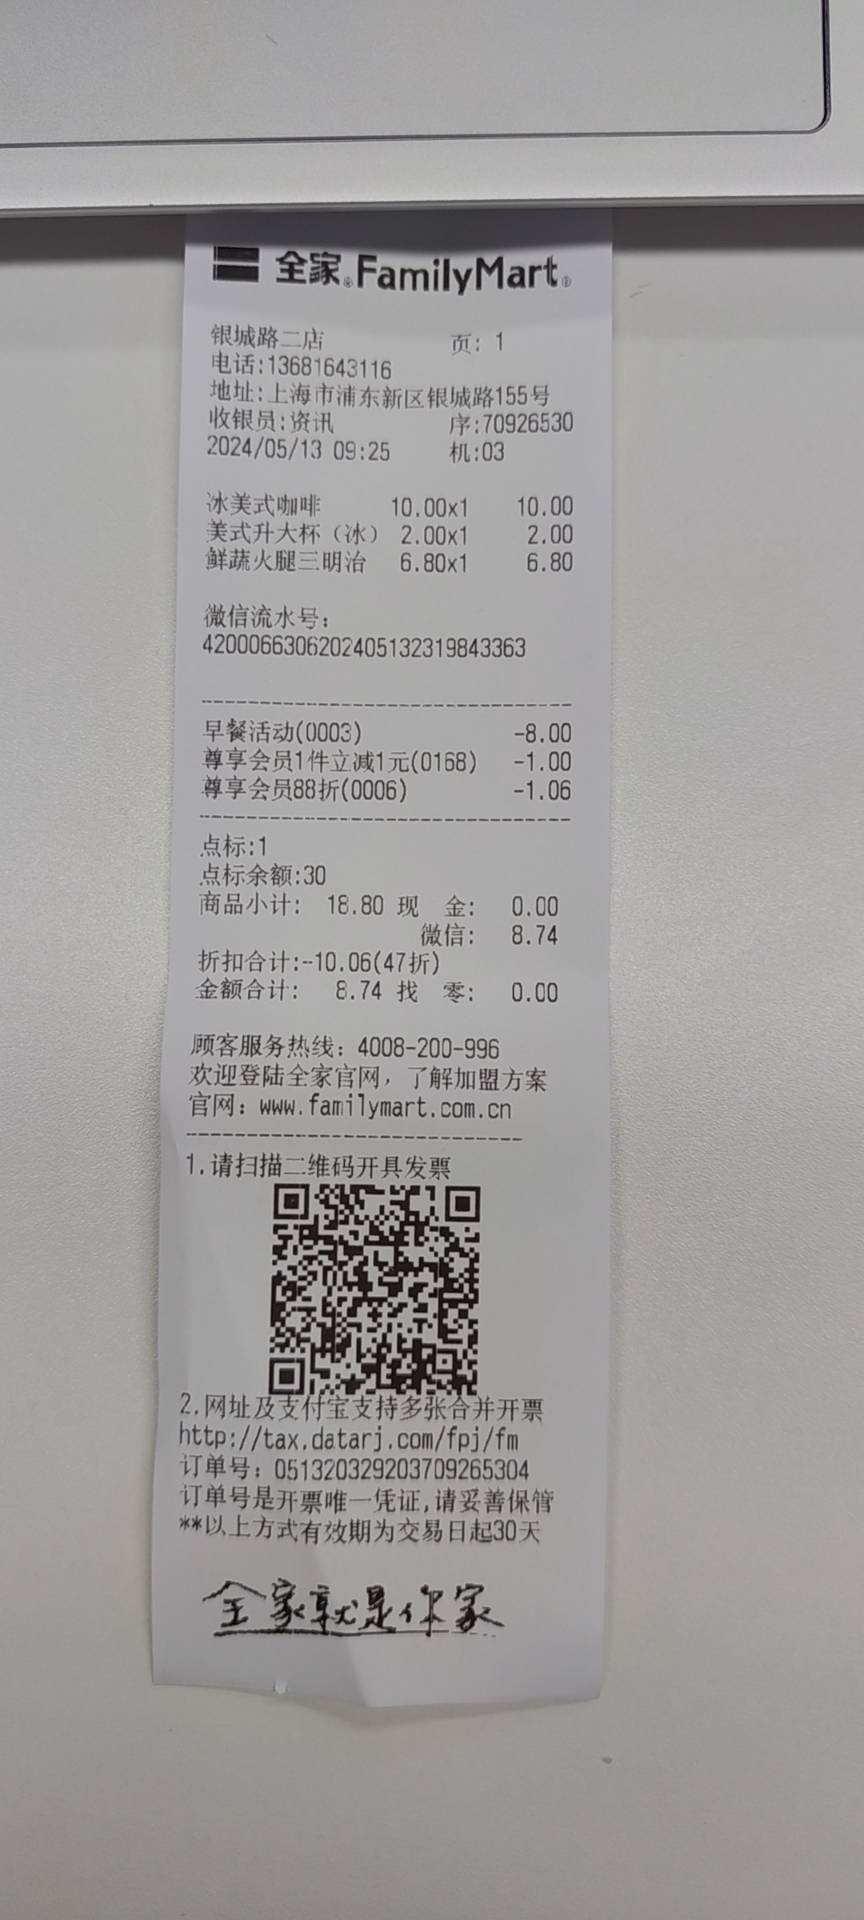 全家 FamilyMart
银城路二店 页: 1
电话:13681643116
地址:上海市浦东新区银城路155号
收银员:资讯 序:70926530
2024/05/13 09:25 机:03
冰美式咖啡 10.00x1 10.00
美式升大杯（冰） 2.00x1 2.00
鲜蔬火腿三明治 6.80x1 6.80
微信流水号:
4200066306202405132319843363
早餐活动(0003) -8.00
尊享会员1件立减1元(0168) -1.00
尊享会员88折(0006) -1.06
点标:1
点标余额:30
商品小计: 18.80 现 金: 0.00
微信: 8.74
折扣合计:-10.06(47折)
金额合计: 8.74 找 零: 0.00
顾客服务热线: 4008-200-996
欢迎登陆全家官网，了解加盟方案
官网: www.familymart.com.cn
1.请扫描二维码开具发票
2.网址及支付宝支持多张合并开票
http://tax.datarj.com/fpj/fm
订单号: 051320329203709265304
订单号是开票唯一凭证,请妥善保管
**以上方式有效期为交易日起30天
全家就是你家